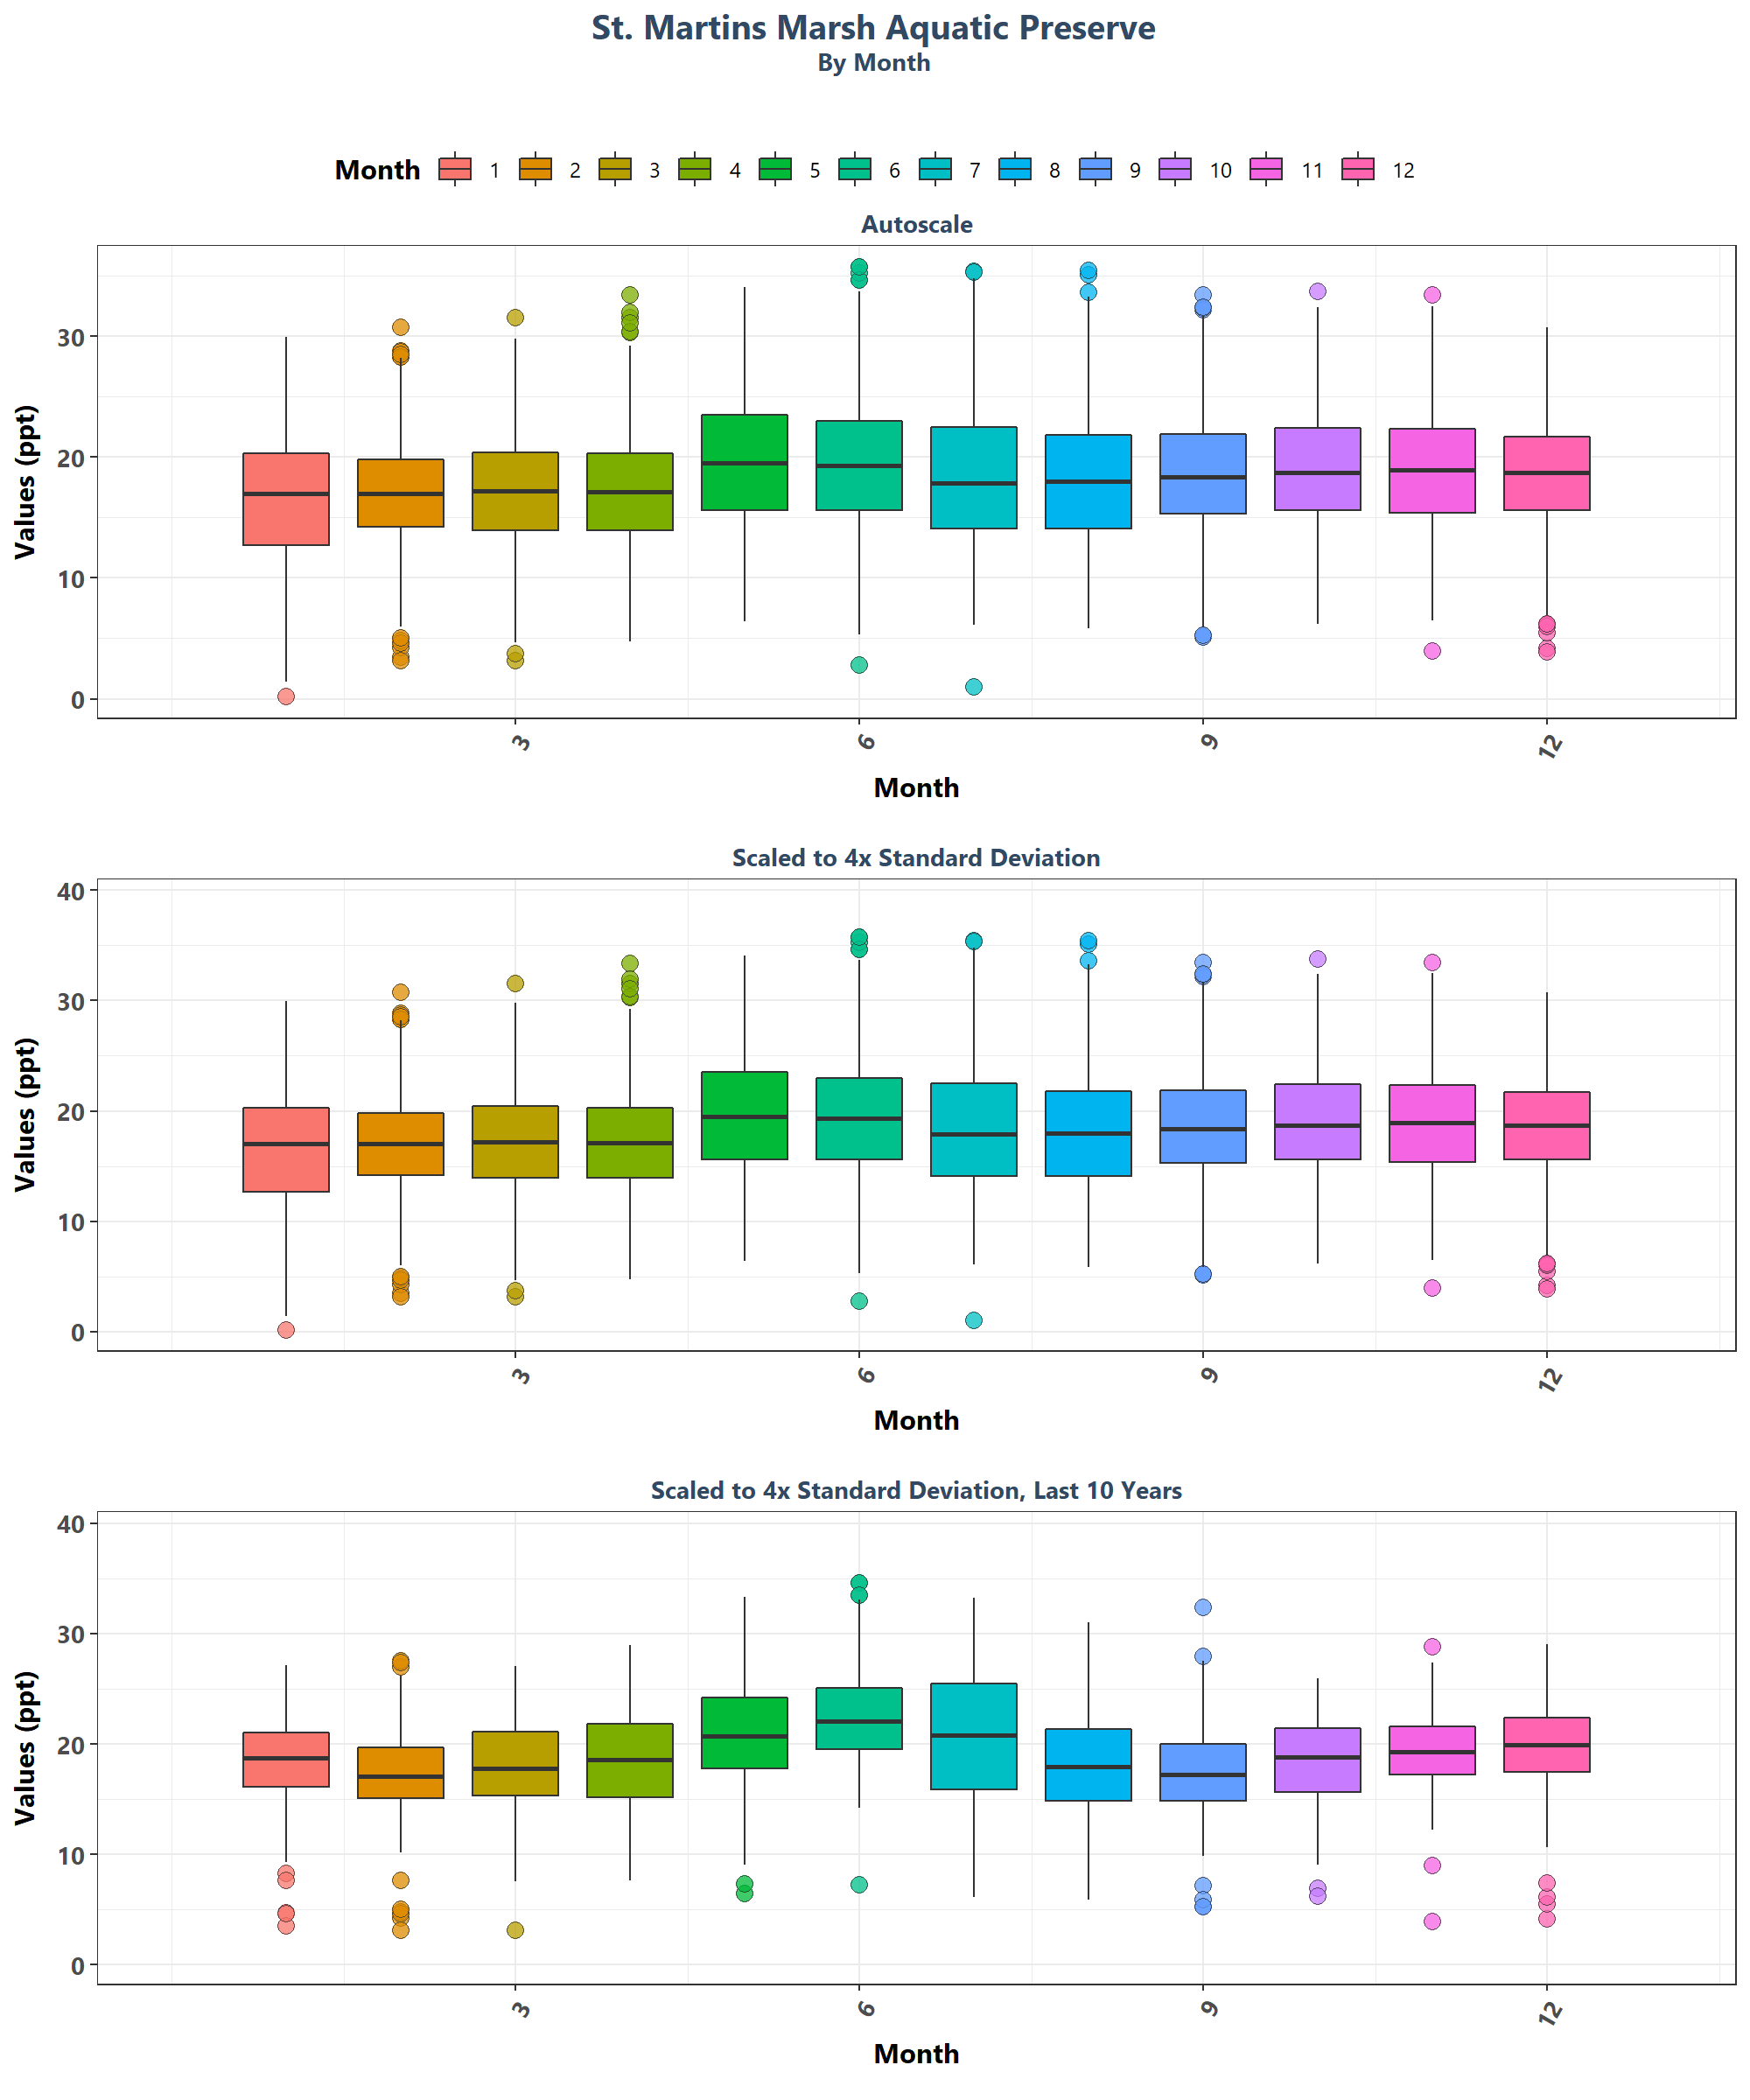 St. Martins Marsh Aquatic Preserve
By Month
Month 1 2 3 4 5 6 7 8 9 10 11 12
Autoscale
Values (ppt)
30
20
10
0
3 6 9 12
Month
Scaled to 4x Standard Deviation
Values (ppt)
40
30
20
10
0
3 6 9 12
Month
Scaled to 4x Standard Deviation, Last 10 Years
Values (ppt)
40
30
20
10
0
3 6 9 12
Month